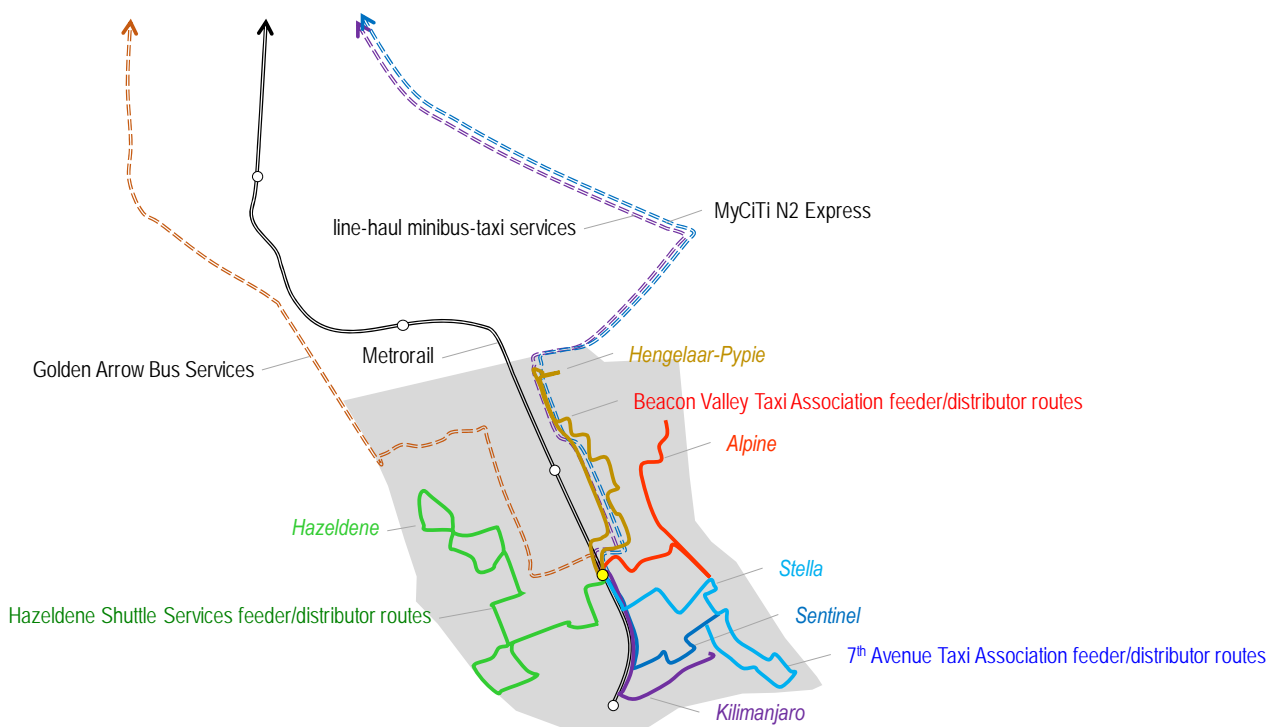 MyCiTi N2 Express
line-haul minibus-taxi services
Metrorail
Hengelaar-Pypie
Golden Arrow Bus Services
Beacon Valley Taxi Association feeder/distributor routes
Alpine
Hazeldene
Stella
Hazeldene Shuttle Services feeder/distributor routes
Sentinel
7th Avenue Taxi Association feeder/distributor routes
Kilimanjaro